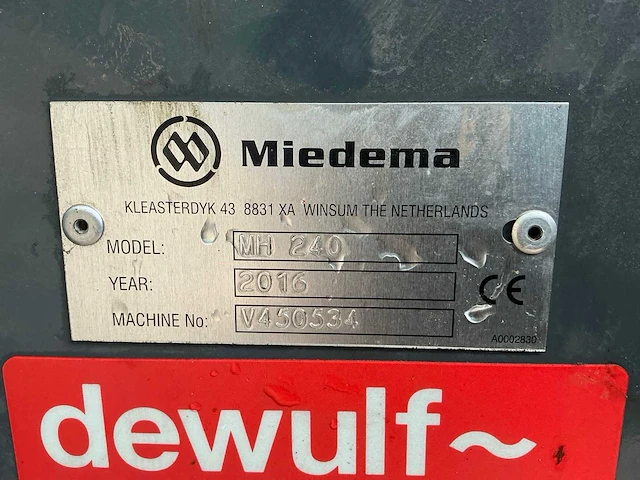 Miedema
KLEASTERDYK 43 8831 XA WINSUM THE NETHERLANDS
MODEL: MH 240
YEAR: 2016
CE
MACHINE No: V450534
A0002830
dewulf~